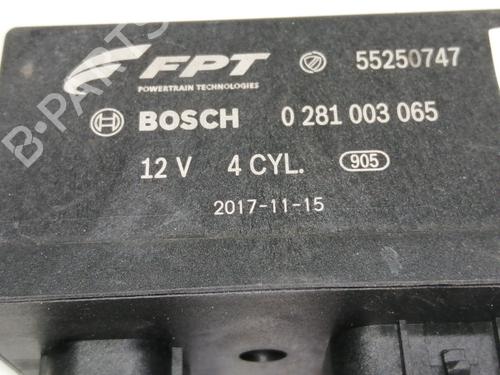 FPT 55250747
POWERTRAIN TECHNOLOGIES
BOSCH 0 281 003 065
12 V 4 CYL. 905
2017-11-15
B-PARTS